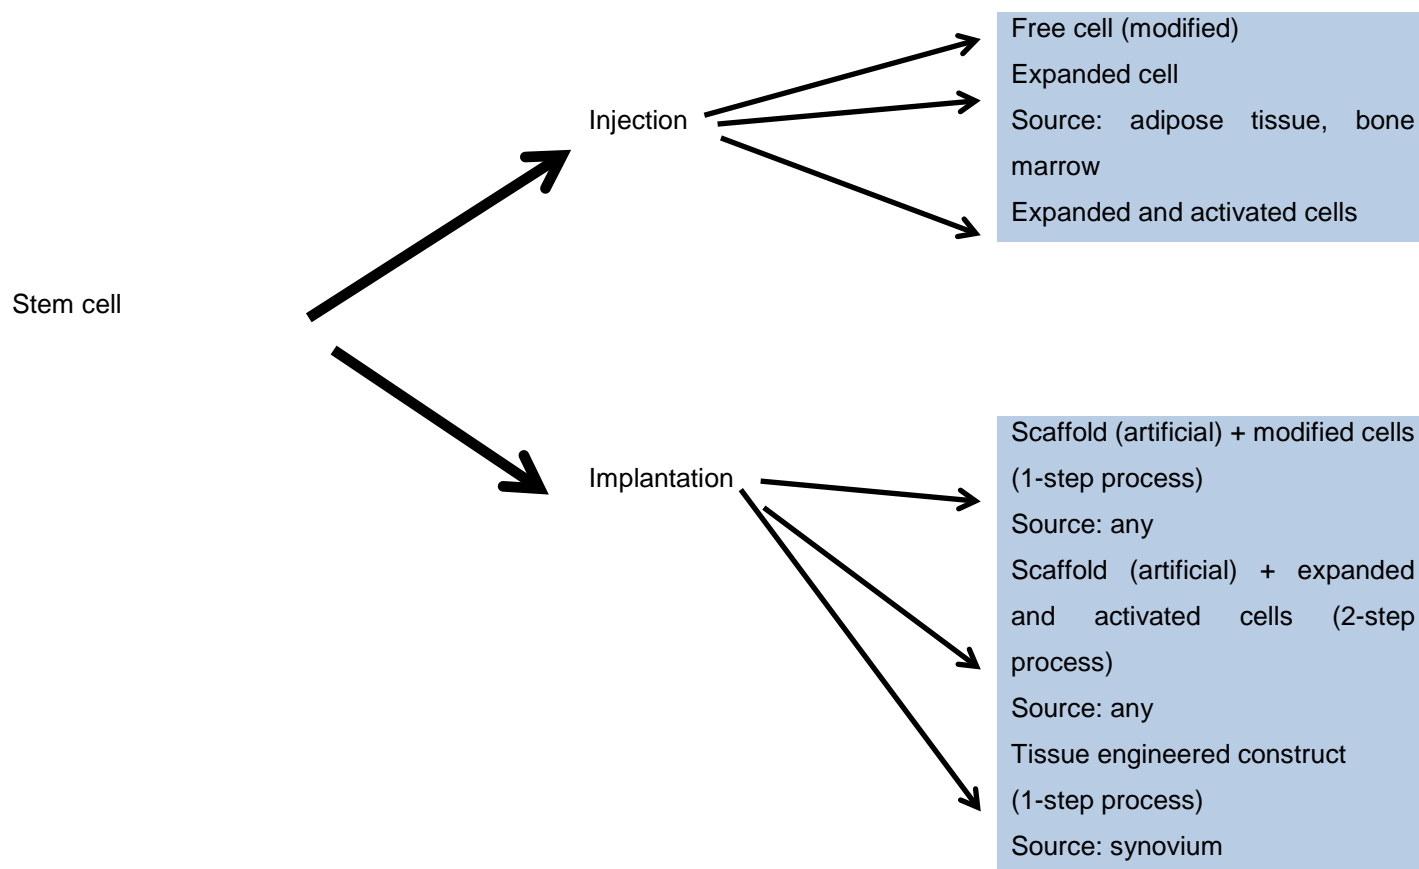 Free cell (modified)
Expanded cell
Injection
Source: adipose tissue, bone
marrow
Expanded and activated cells
Stem cell
Scaffold (artificial) + modified cells
Implantation
(1-step process)
Source: any
Scaffold (artificial) + expanded
and activated cells (2-step
process)
Source: any
Tissue engineered construct
(1-step process)
Source: synovium